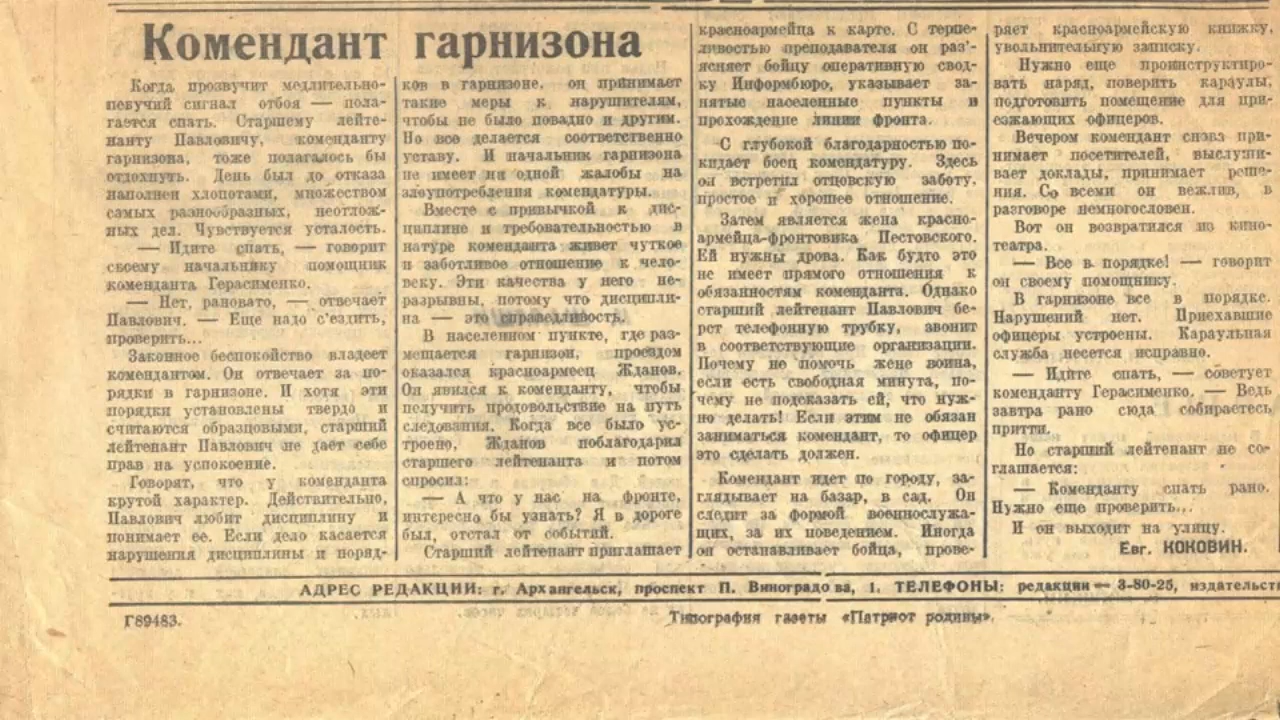 Комендант гарнизона
Когда прозвучит медлительно-
певучий сигнал отбоя — пола-
гается спать. Старшему лейте-
нанту Павловичу, коменданту
гарнизона, тоже полагалось бы
отдохнуть. День был до отказа
наполнен хлопотами, множеством
самых разнообразных, неотлож-
ных дел. Чувствуется усталость.
— Идите спать, — говорит
своему начальнику помощник
коменданта Герасименко.
— Нет, рановато, — отвечает
Павлович. — Еще надо с'ездить,
проверить...
Законное беспокойство владеет
комендантом. Он отвечает за по-
рядки в гарнизоне. И хотя эти
порядки установлены твердо и
считаются образцовыми, старший
лейтенант Павлович не дает себе
прав на успокоение.
Говорят, что у коменданта
крутой характер. Действительно,
Павлович любит дисциплину и
понимает ее. Если дело касается
нарушения дисциплины и поряд-
ков в гарнизоне, он принимает
такие меры к нарушителям,
чтобы не было повадно и другим.
Но все делается соответственно
уставу. И начальник гарнизона
не имеет ни одной жалобы на
злоупотребления комендатуры.
Вместе с привычкой к дис-
циплине и требовательностью в
натуре коменданта живет чуткое
и заботливое отношение к чело-
веку. Эти качества у него не-
разрывны, потому что дисципли-
на — это справедливость.
В населенном пункте, где раз-
мещается гарнизон, проездом
оказался красноармеец Жданов.
Он явился к коменданту, чтобы
получить продовольствие на путь
следования. Когда все было ус-
троено, Жданов поблагодарил
старшего лейтенанта и потом
спросил:
— А что у нас на фронте,
интересно бы узнать? Я в дороге
был, отстал от событий.
Старший лейтенант приглашает
красноармейца к карте. С терпе-
ливостью преподавателя он раз'-
ясняет бойцу оперативную свод-
ку Информбюро, указывает за-
нятые населенные пункты и
прохождение линии фронта.
С глубокой благодарностью по-
кидает боец комендатуру. Здесь
он встретил отцовскую заботу,
простое и хорошее отношение.
Затем является жена красно-
армейца-фронтовика Пестовского.
Ей нужны дрова. Как будто это
не имеет прямого отношения к
обязанностям коменданта. Однако
старший лейтенант Павлович бе-
рет телефонную трубку, звонит
в соответствующие организации.
Почему не помочь жене воина,
если есть свободная минута, по-
чему не подсказать ей, что нуж-
но делать! Если этим не обязан
заниматься комендант, то офицер
это сделать должен.
Комендант идет по городу, за-
глядывает на базар, в сад. Он
следит за формой военнослужа-
щих, за их поведением. Иногда
он останавливает бойца, прове-
ряет красноармейскую книжку,
увольнительную записку.
Нужно еще проинструктиро-
вать наряд, поверить караулы,
подготовить помещение для при-
езжающих офицеров.
Вечером комендант снова при-
нимает посетителей, выслуши-
вает доклады, принимает реше-
ния. Со всеми он вежлив, в
разговоре немногословен.
Вот он возвратился из кино-
театра.
— Все в порядке! — говорит
он своему помощнику.
В гарнизоне все в порядке.
Нарушений нет. Приехавшие
офицеры устроены. Караульная
служба несется исправно.
— Идите спать, — советует
коменданту Герасименко. — Ведь
завтра рано сюда собираетесь
притти.
Но старший лейтенант не со-
глашается:
— Коменданту спать рано.
Нужно еще проверить...
И он выходит на улицу.
Евг. КОКОВИН.
АДРЕС РЕДАКЦИИ: г. Архангельск, проспект П. Виноградова, 1. ТЕЛЕФОНЫ: редакции — 3-80-25, издательст
Г89483.
Типография газеты «Патриот родины».